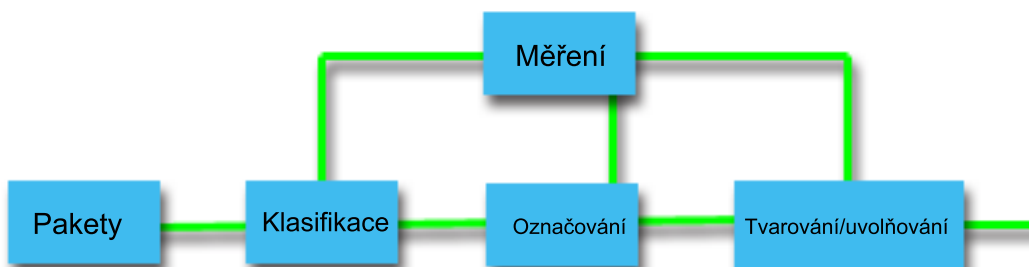 Měření
Pakety
Klasifikace
Označování
Tvarování/uvolňování